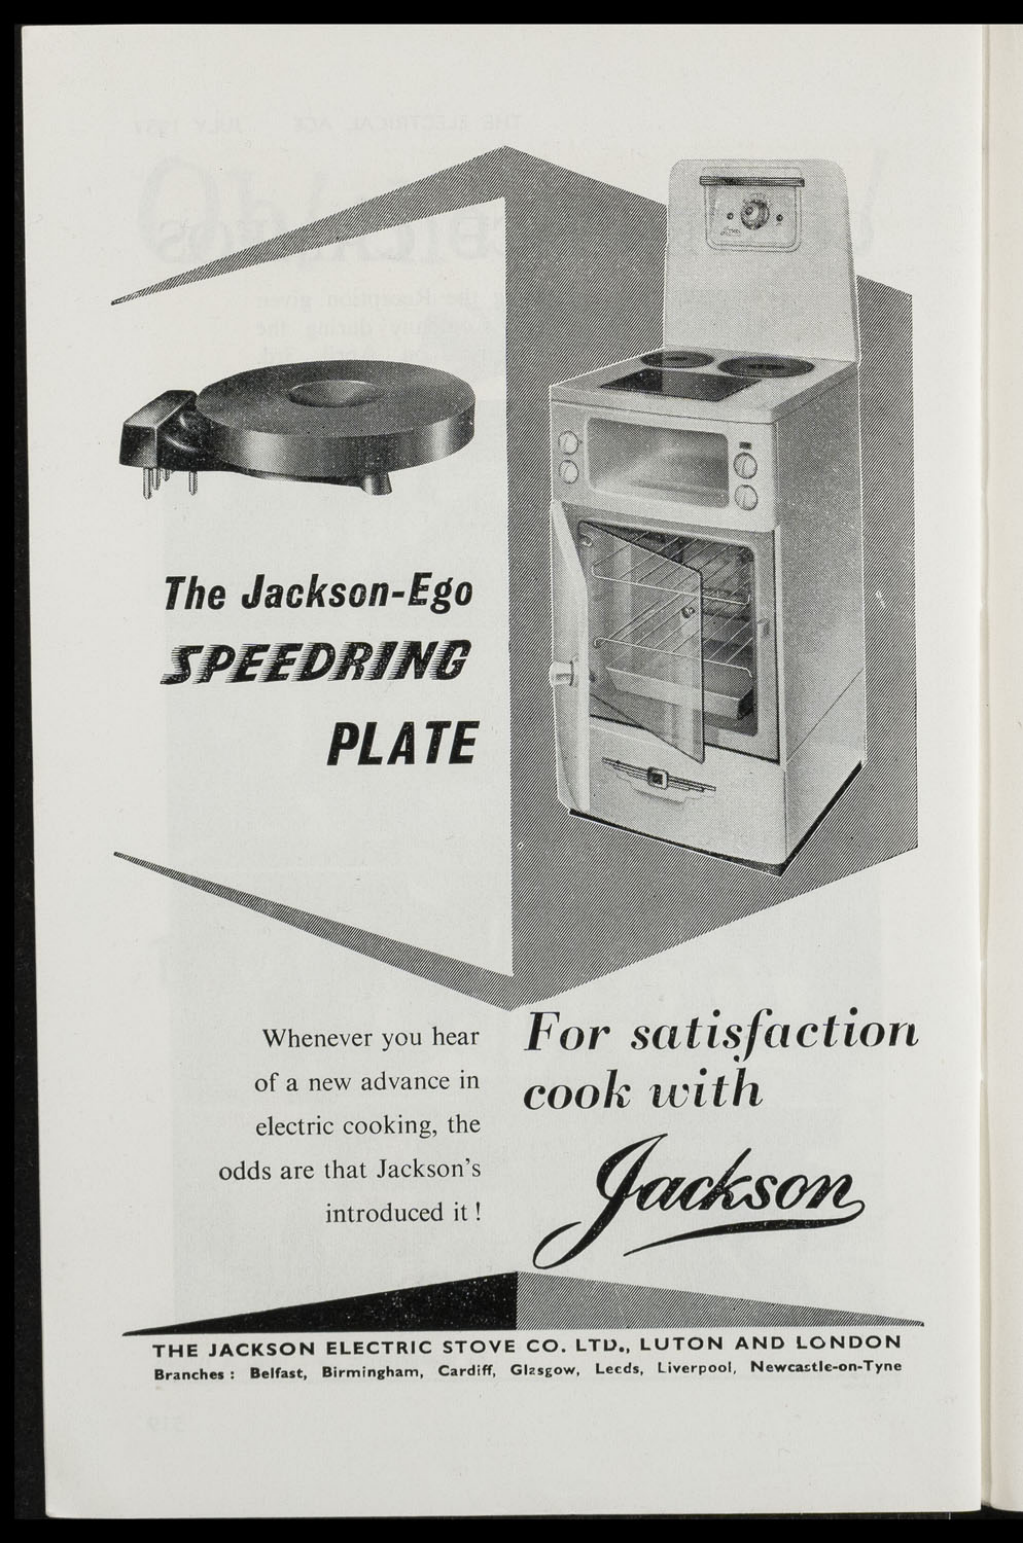 The Jackson-Ego
SPEEDRING
PLATE
Whenever you hear
of a new advance in
electric cooking, the
odds are that Jackson's
introduced it !
For satisfaction
cook with
Jackson
THE JACKSON ELECTRIC STOVE CO. LTD., LUTON AND LONDON
Branches : Belfast, Birmingham, Cardiff, Glasgow, Leeds, Liverpool, Newcastle-on-Tyne